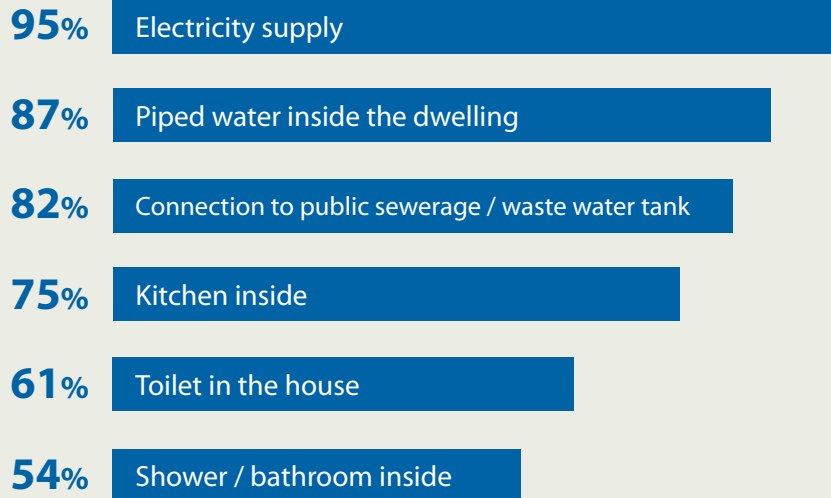 95% Electricity supply
87% Piped water inside the dwelling
82% Connection to public sewerage / waste water tank
75% Kitchen inside
61% Toilet in the house
54% Shower / bathroom inside